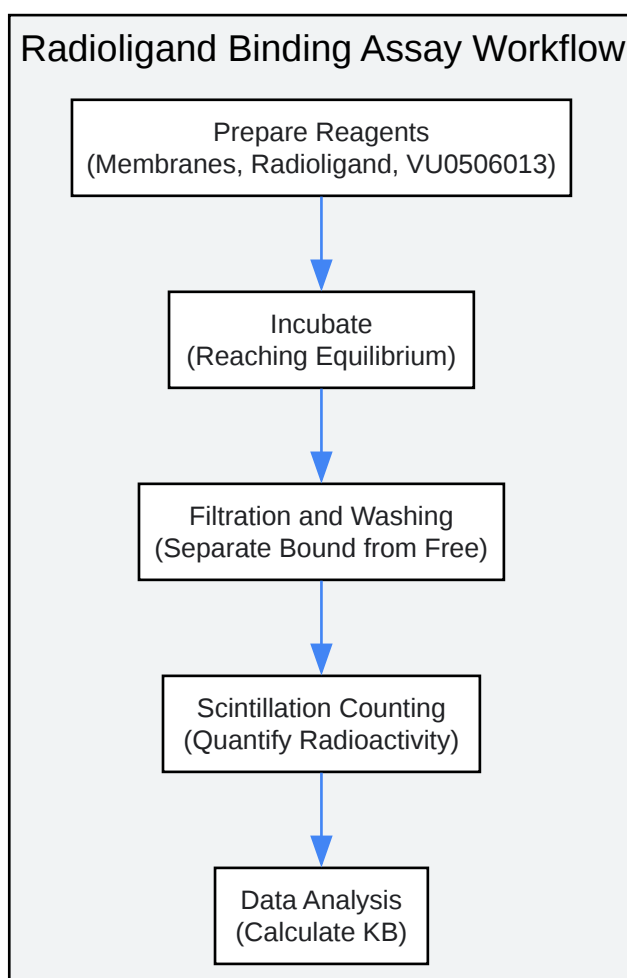 Radioligand Binding Assay Workflow
Prepare Reagents
(Membranes, Radioligand, VU0506013)
Incubate
(Reaching Equilibrium)
Filtration and Washing
(Separate Bound from Free)
Scintillation Counting
(Quantify Radioactivity)
Data Analysis
(Calculate KB)